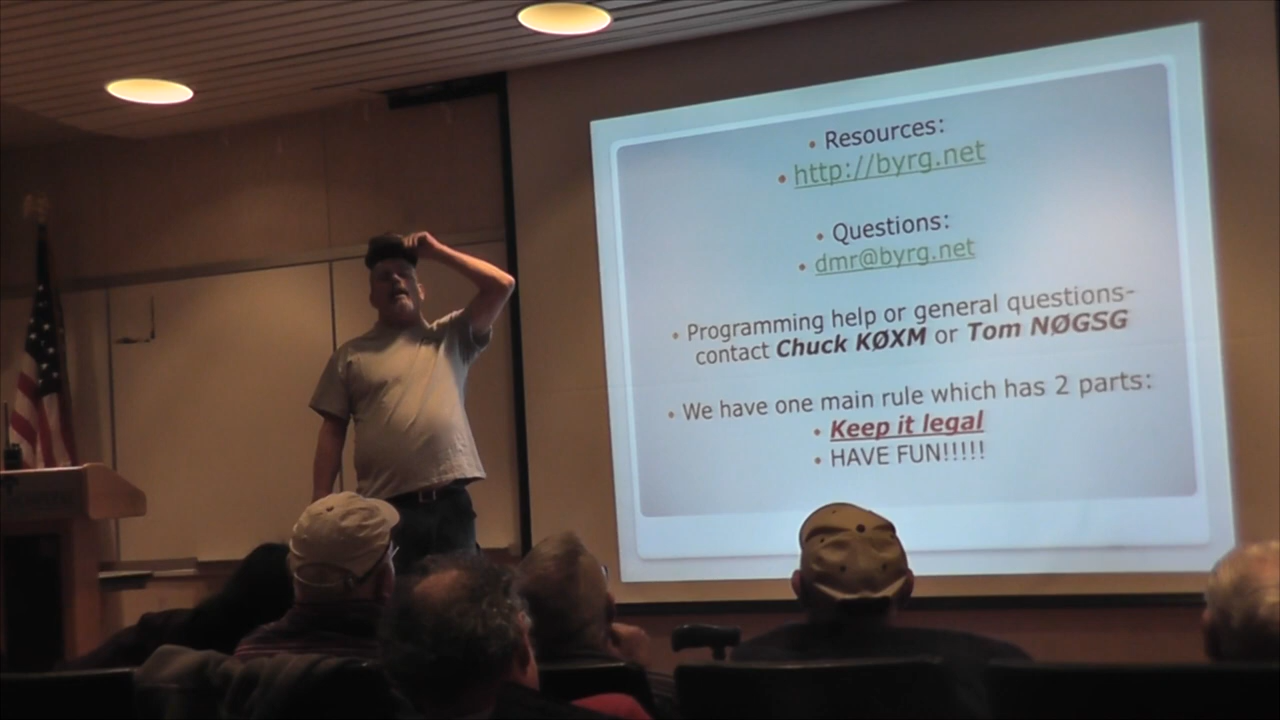 • Resources:
• http://byrg.net
• Questions:
• dmr@byrg.net
• Programming help or general questions-
contact Chuck KØXM or Tom NØGSG
• We have one main rule which has 2 parts:
• Keep it legal
• HAVE FUN!!!!!